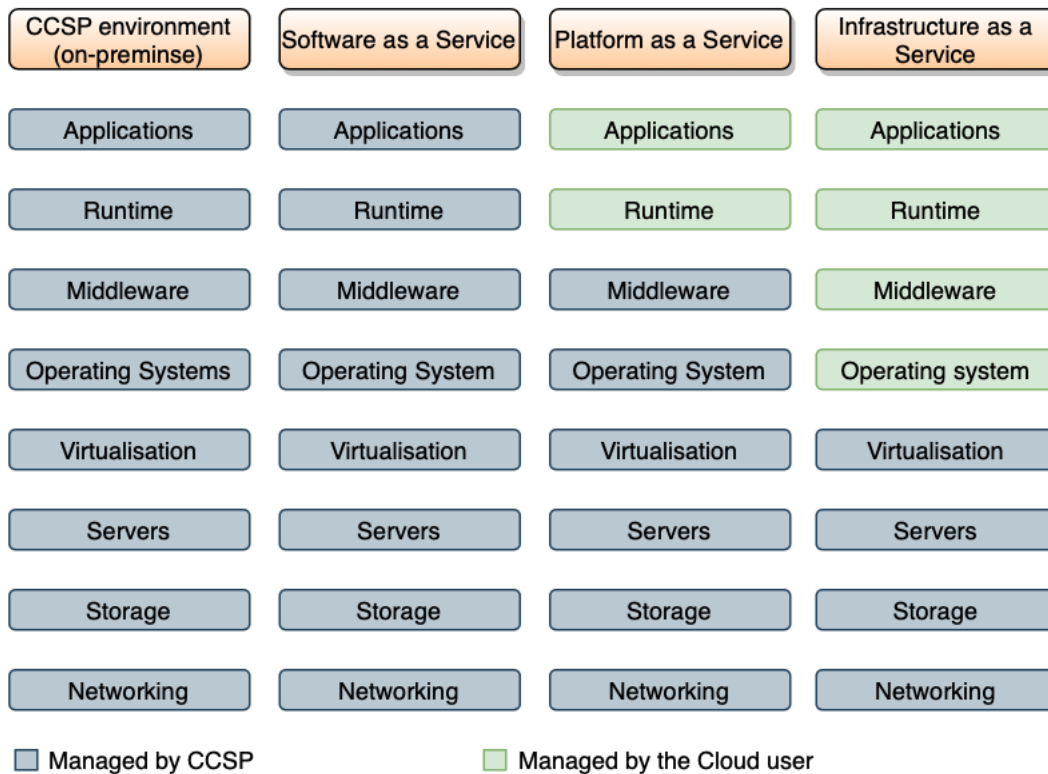 CCSP environment
(on-preminse)
Software as a Service
Platform as a Service
Infrastructure as a
Service
Applications
Applications
Applications
Applications
Runtime
Runtime
Runtime
Runtime
Middleware
Middleware
Middleware
Middleware
Operating Systems
Operating System
Operating System
Operating system
Virtualisation
Virtualisation
Virtualisation
Virtualisation
Servers
Servers
Servers
Servers
Storage
Storage
Storage
Storage
Networking
Networking
Networking
Networking
Managed by CCSP
Managed by the Cloud user